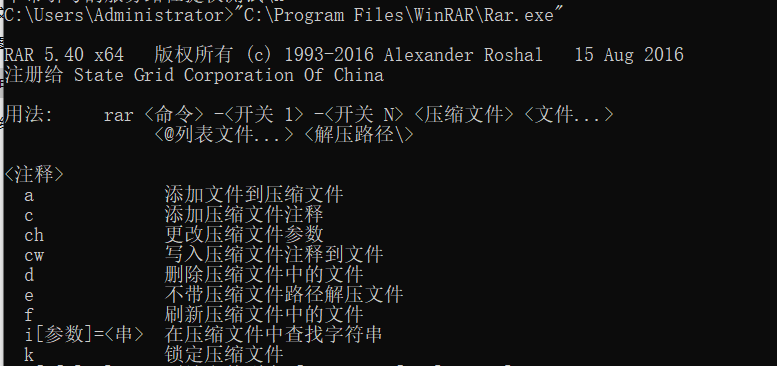 C:\Users\Administrator>"C:\Program Files\WinRAR\Rar.exe"
RAR 5.40 x64 版权所有 (c) 1993-2016 Alexander Roshal 15 Aug 2016
注册给 State Grid Corporation Of China
用法: rar <命令> -<开关 1> -<开关 N> <压缩文件> <文件...>
<@列表文件...> <解压路径\>
<注释>
a 添加文件到压缩文件
c 添加压缩文件注释
ch 更改压缩文件参数
cw 写入压缩文件注释到文件
d 删除压缩文件中的文件
e 不带压缩文件路径解压文件
f 刷新压缩文件中的文件
i[参数]=<串> 在压缩文件中查找字符串
k 锁定压缩文件